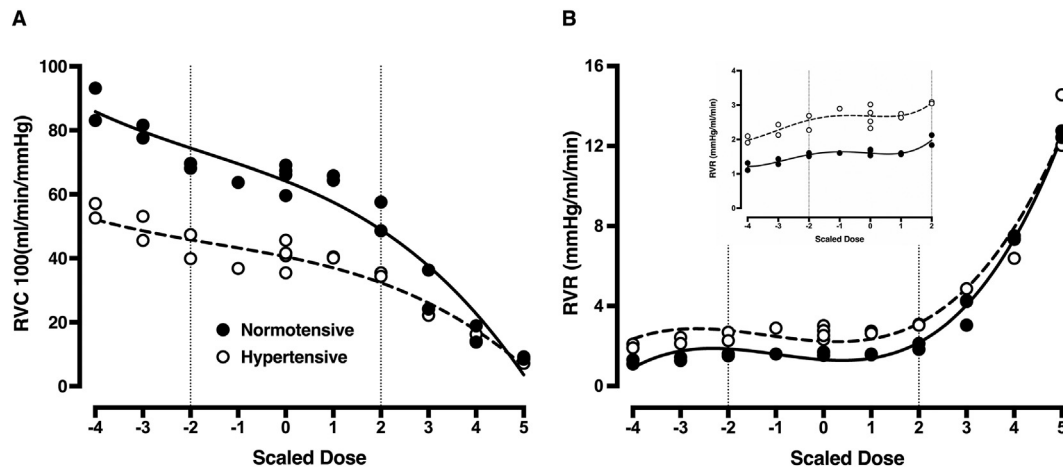 A
RVC 100(ml/min/mmHg)
100
80
60
40
20
0
Normotensive
Hypertensive
-4 -3 -2 -1 0 1 2 3 4 5
Scaled Dose
B
RVR (mmHg/ml/min)
16
12
8
4
0
-4 -3 -2 -1 0 1 2 3 4 5
Scaled Dose
RVR (mmHg/ml/min)
4
3
2
1
0
-4 -3 -2 -1 0 1 2
Scaled Dose